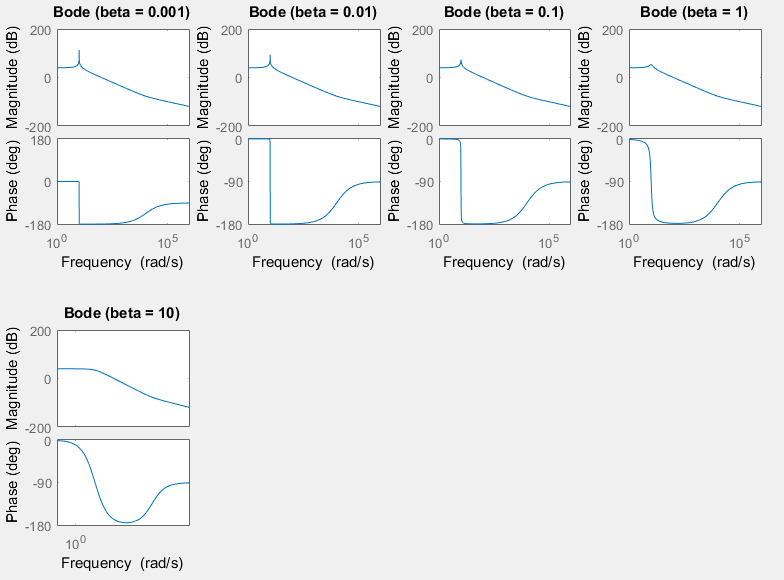 Bode (beta = 0.001)
Magnitude (dB)
200
0
-200
Phase (deg)
180
0
-180
10^0
10^5
Frequency (rad/s)
Bode (beta = 0.01)
Magnitude (dB)
200
0
-200
Phase (deg)
0
-90
-180
10^0
10^5
Frequency (rad/s)
Bode (beta = 0.1)
Magnitude (dB)
200
0
-200
Phase (deg)
0
-90
-180
10^0
10^5
Frequency (rad/s)
Bode (beta = 1)
Magnitude (dB)
200
0
-200
Phase (deg)
0
-90
-180
10^0
10^5
Frequency (rad/s)
Bode (beta = 10)
Magnitude (dB)
200
0
-200
Phase (deg)
0
-90
-180
10^0
Frequency (rad/s)